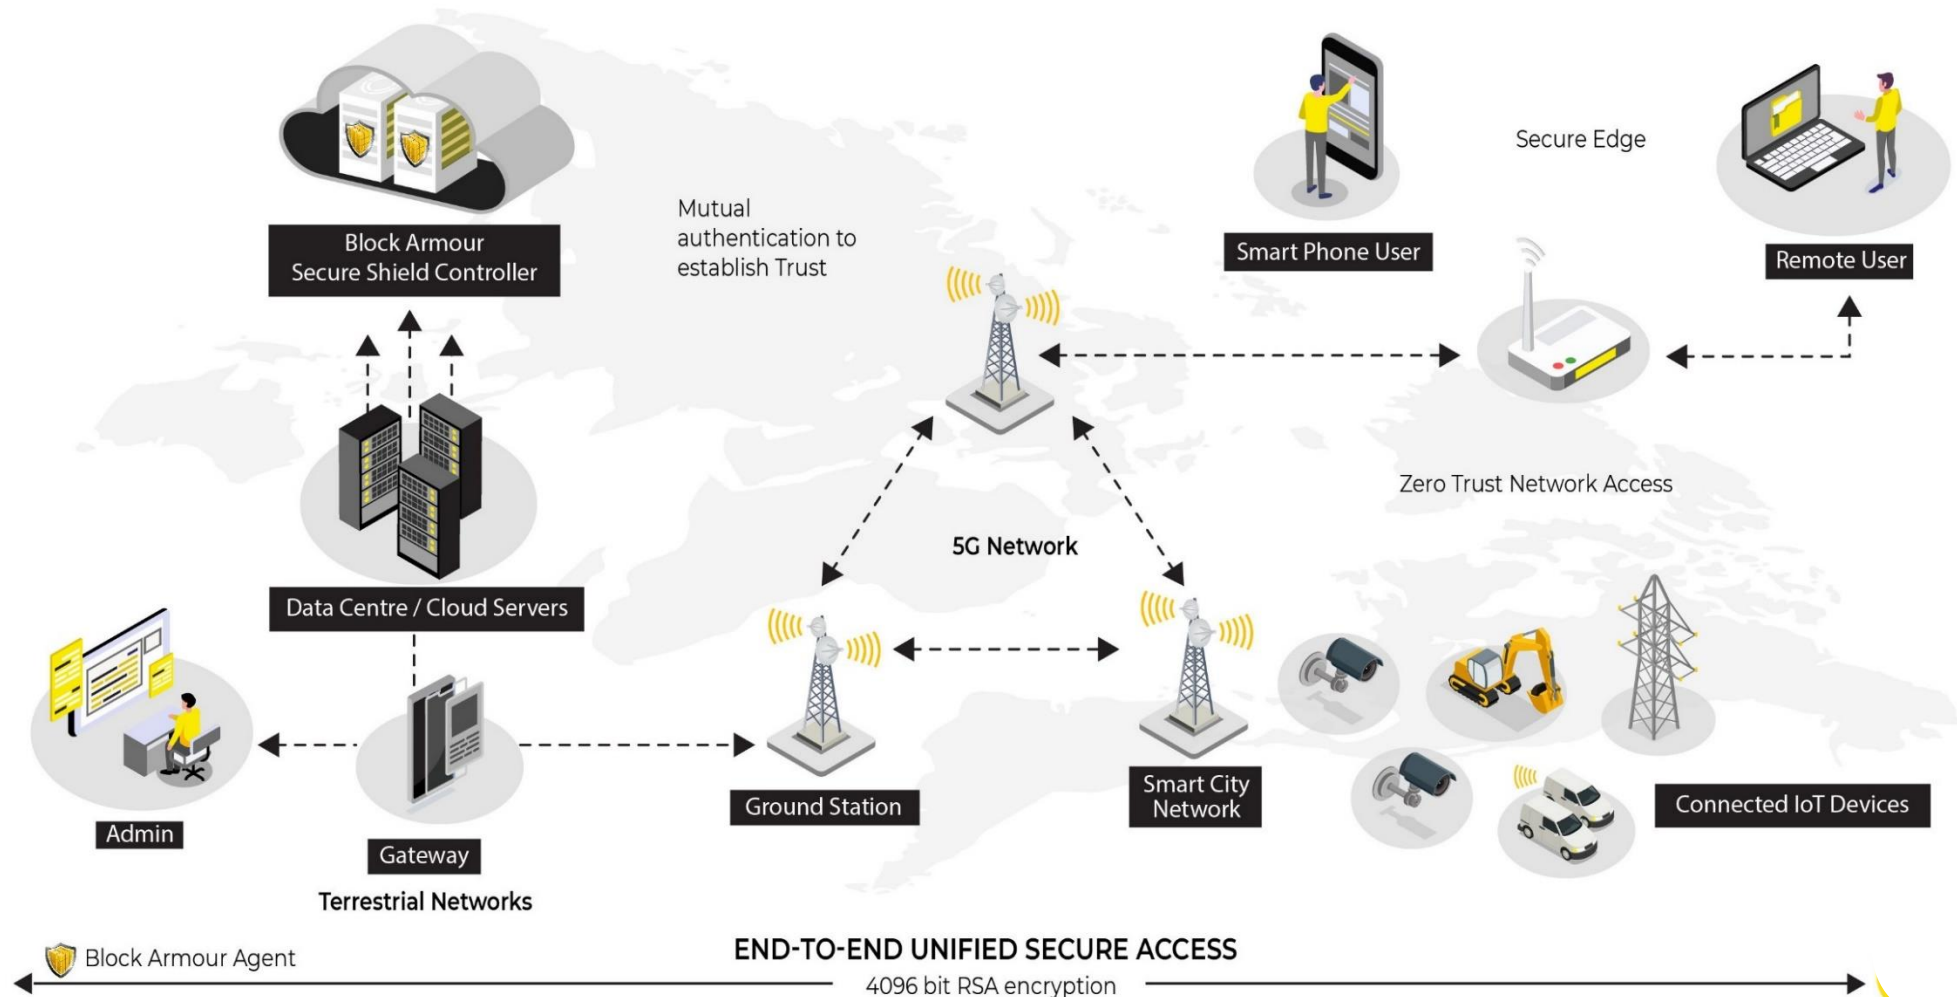 Block Armour
Secure Shield Controller
Mutual
authentication to
establish Trust
Smart Phone User
Secure Edge
Remote User
Zero Trust Network Access
5G Network
Data Centre / Cloud Servers
Admin
Gateway
Terrestrial Networks
Ground Station
Smart City
Network
Connected IoT Devices
Block Armour Agent
END-TO-END UNIFIED SECURE ACCESS
4096 bit RSA encryption